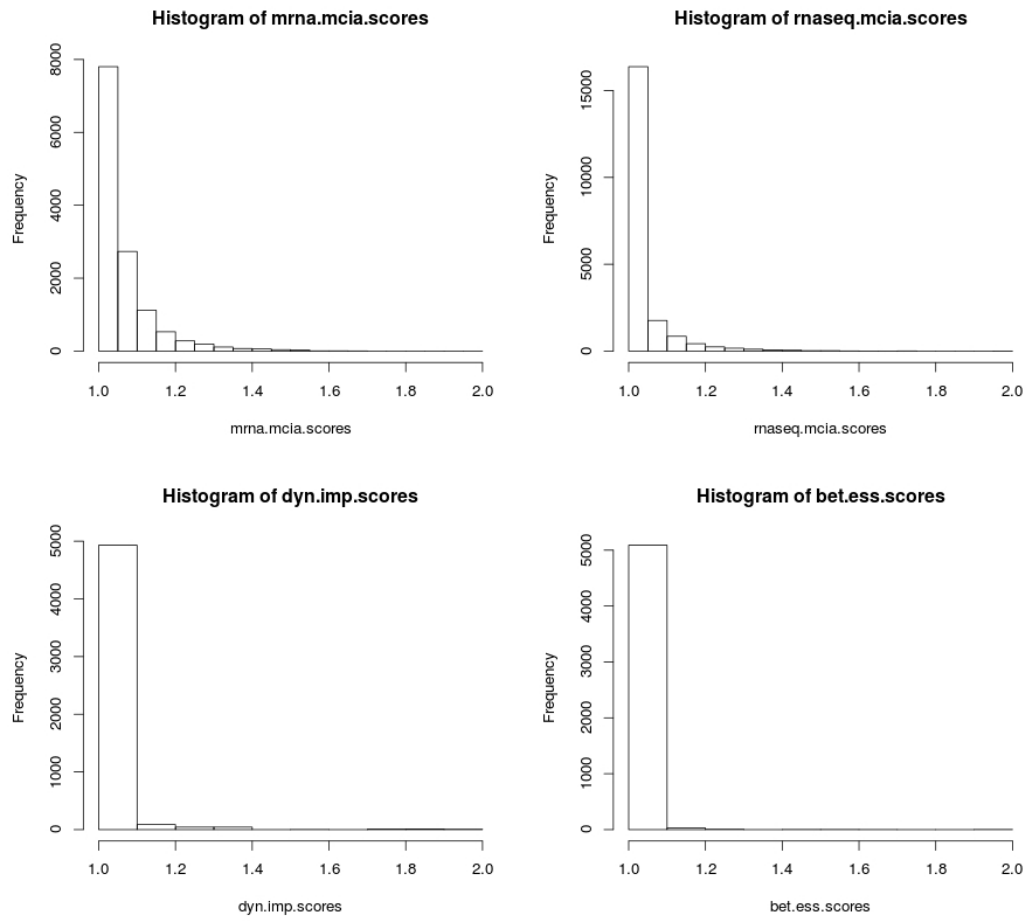 Histogram of mrna.mcia.scores
Frequency
8000
6000
4000
2000
0
1.0 1.2 1.4 1.6 1.8 2.0
mrna.mcia.scores
Histogram of rnaseq.mcia.scores
Frequency
15000
10000
5000
0
1.0 1.2 1.4 1.6 1.8 2.0
rnaseq.mcia.scores
Histogram of dyn.imp.scores
Frequency
5000
4000
3000
2000
1000
0
1.0 1.2 1.4 1.6 1.8 2.0
dyn.imp.scores
Histogram of bet.ess.scores
Frequency
5000
4000
3000
2000
1000
0
1.0 1.2 1.4 1.6 1.8 2.0
bet.ess.scores